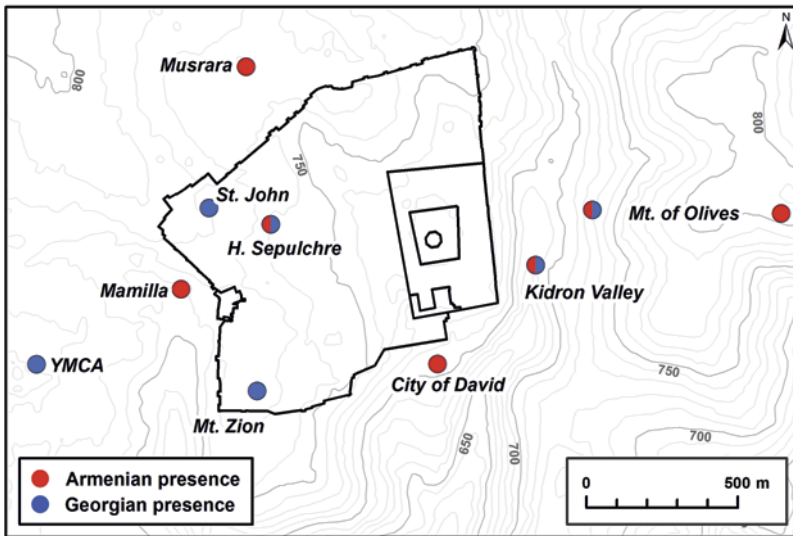 N
Musrara
800
800
750
St. John
Mt. of Olives
H. Sepulchre
Mamilla
Kidron Valley
YMCA
750
City of David
Mt. Zion
650
700
700
Armenian presence
Georgian presence
0
500 m